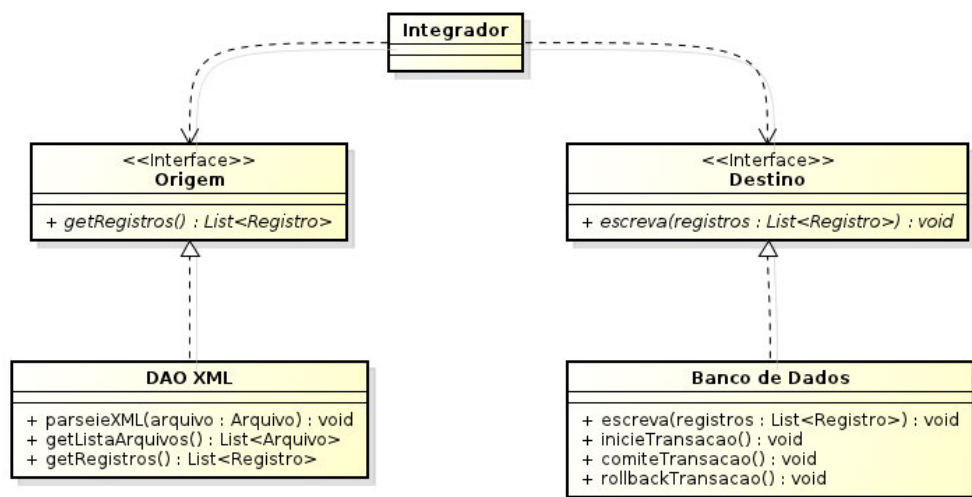 Integrador
<<Interface>>
Origem
+ getRegistros() : List<Registro>
<<Interface>>
Destino
+ escreva(registros : List<Registro>) : void
DAO XML
+ parseieXML(arquivo : Arquivo) : void
+ getListaArquivos() : List<Arquivo>
+ getRegistros() : List<Registro>
Banco de Dados
+ escreva(registros : List<Registro>) : void
+ inicieTransacao() : void
+ comiteTransacao() : void
+ rollbackTransacao() : void